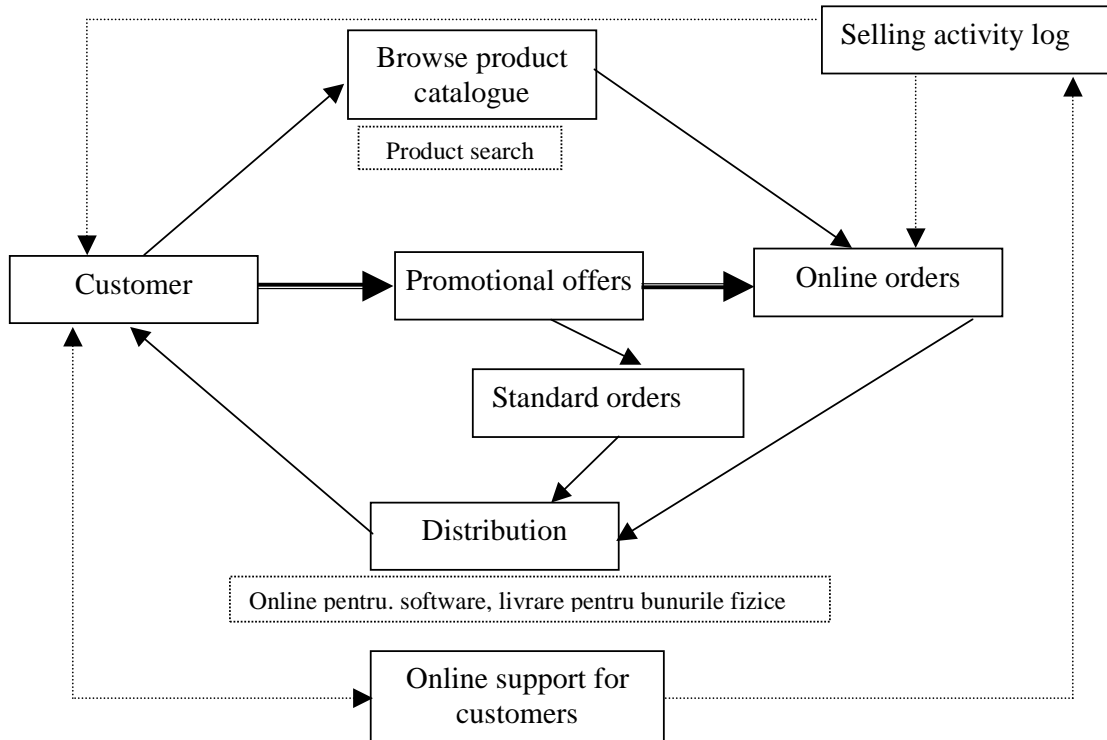 Selling activity log
Browse product
catalogue
Product search
Customer
Promotional offers
Online orders
Standard orders
Distribution
Online pentru. software, livrare pentru bunurile fizice
Online support for
customers